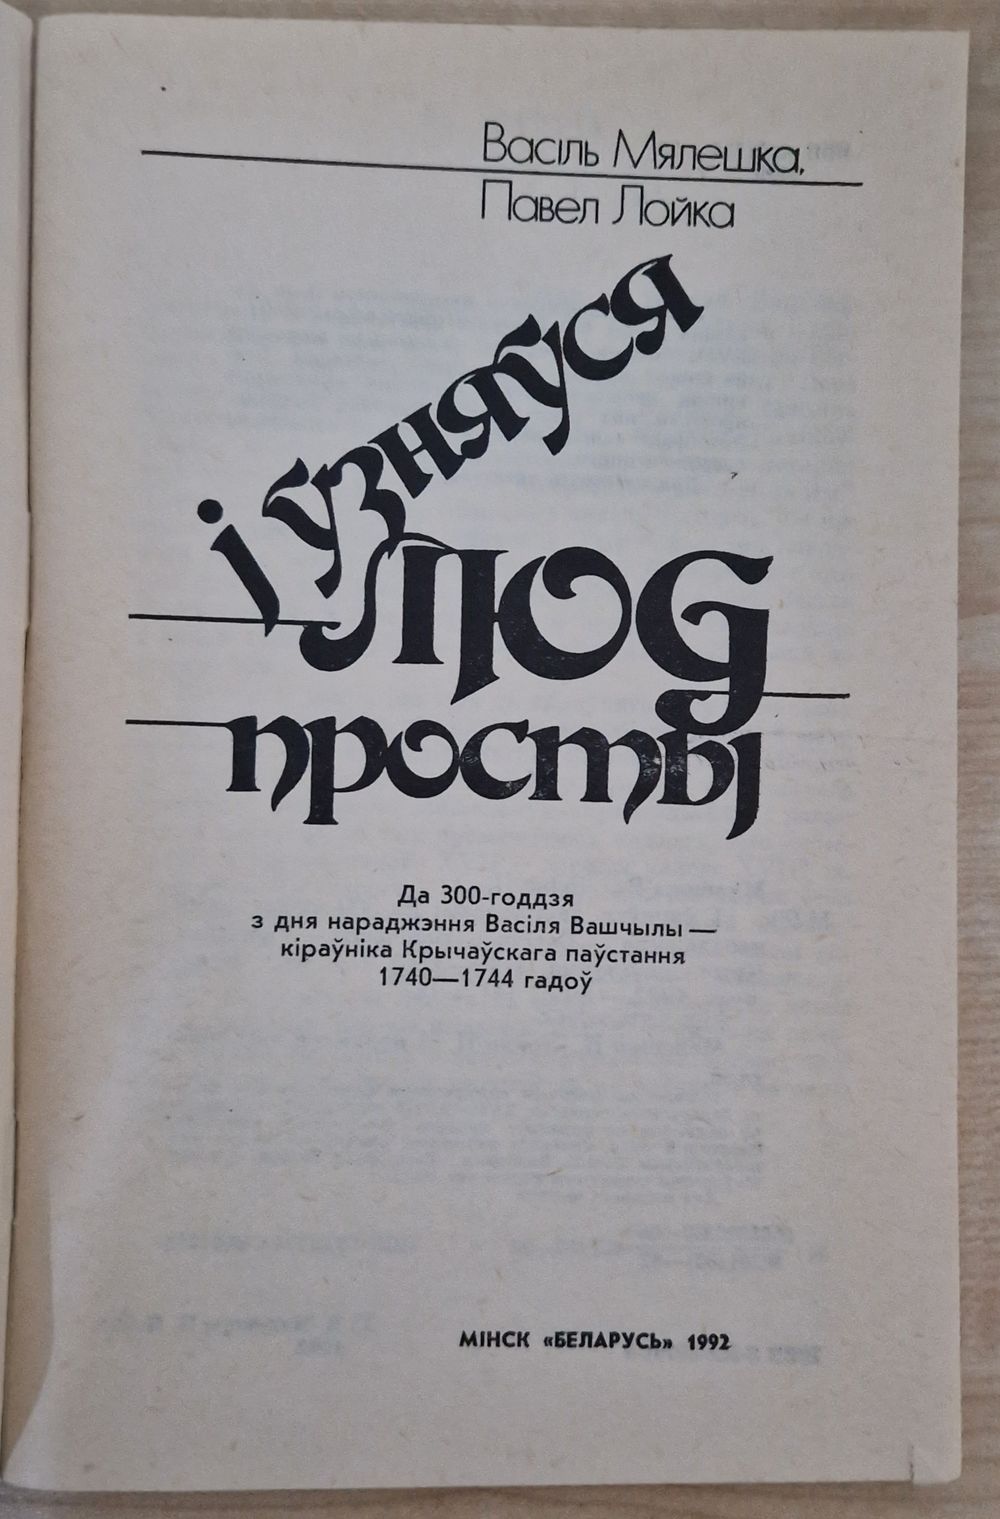 Васіль Мялешка,
Павел Лойка
І ўзняўся
люд
просты
Да 300-годдзя
з дня нараджэння Васіля Вашчылы —
кіраўніка Крычаўскага паўстання
1740—1744 гадоў
МІНСК «БЕЛАРУСЬ» 1992